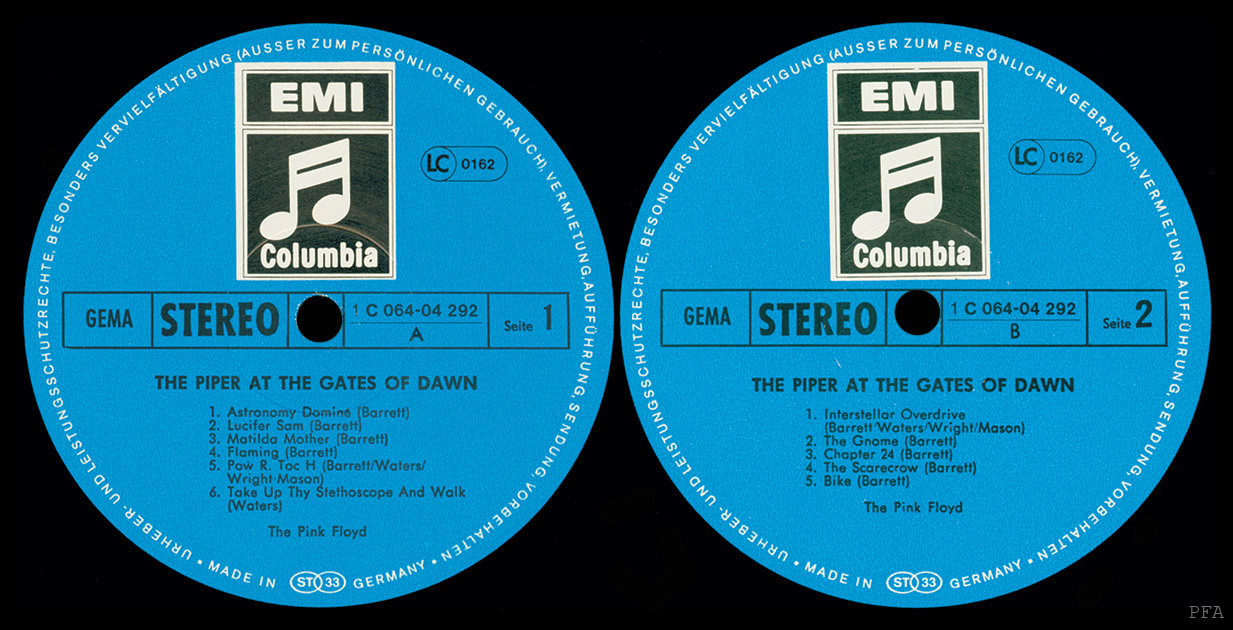 URHEBER- UND LEISTUNGSSCHUTZRECHTE, BESONDERS VERVIELFÄLTIGUNG (AUSSER ZUM PERSÖNLICHEN GEBRAUCH), VERMIETUNG, AUFFÜHRUNG, SENDUNG, VORBEHALTEN
EMI
Columbia
LC 0162
GEMA STEREO 1 C 064-04 292
A
Seite 1
THE PIPER AT THE GATES OF DAWN
1. Astronomy Domine (Barrett)
2. Lucifer Sam (Barrett)
3. Matilda Mother (Barrett)
4. Flaming (Barrett)
5. Pow R. Toc H (Barrett/Waters/
Wright-Mason)
6. Take Up Thy Stethoscope And Walk
(Waters)
The Pink Floyd
• MADE IN ST 33 GERMANY •
URHEBER- UND LEISTUNGSSCHUTZRECHTE, BESONDERS VERVIELFÄLTIGUNG (AUSSER ZUM PERSÖNLICHEN GEBRAUCH), VERMIETUNG, AUFFÜHRUNG, SENDUNG, VORBEHALTEN
EMI
Columbia
LC 0162
GEMA STEREO 1 C 064-04 292
B
Seite 2
THE PIPER AT THE GATES OF DAWN
1. Interstellar Overdrive
(Barrett/Waters/Wright/Mason)
2. The Gnome (Barrett)
3. Chapter 24 (Barrett)
4. The Scarecrow (Barrett)
5. Bike (Barrett)
The Pink Floyd
• MADE IN ST 33 GERMANY •
PFA